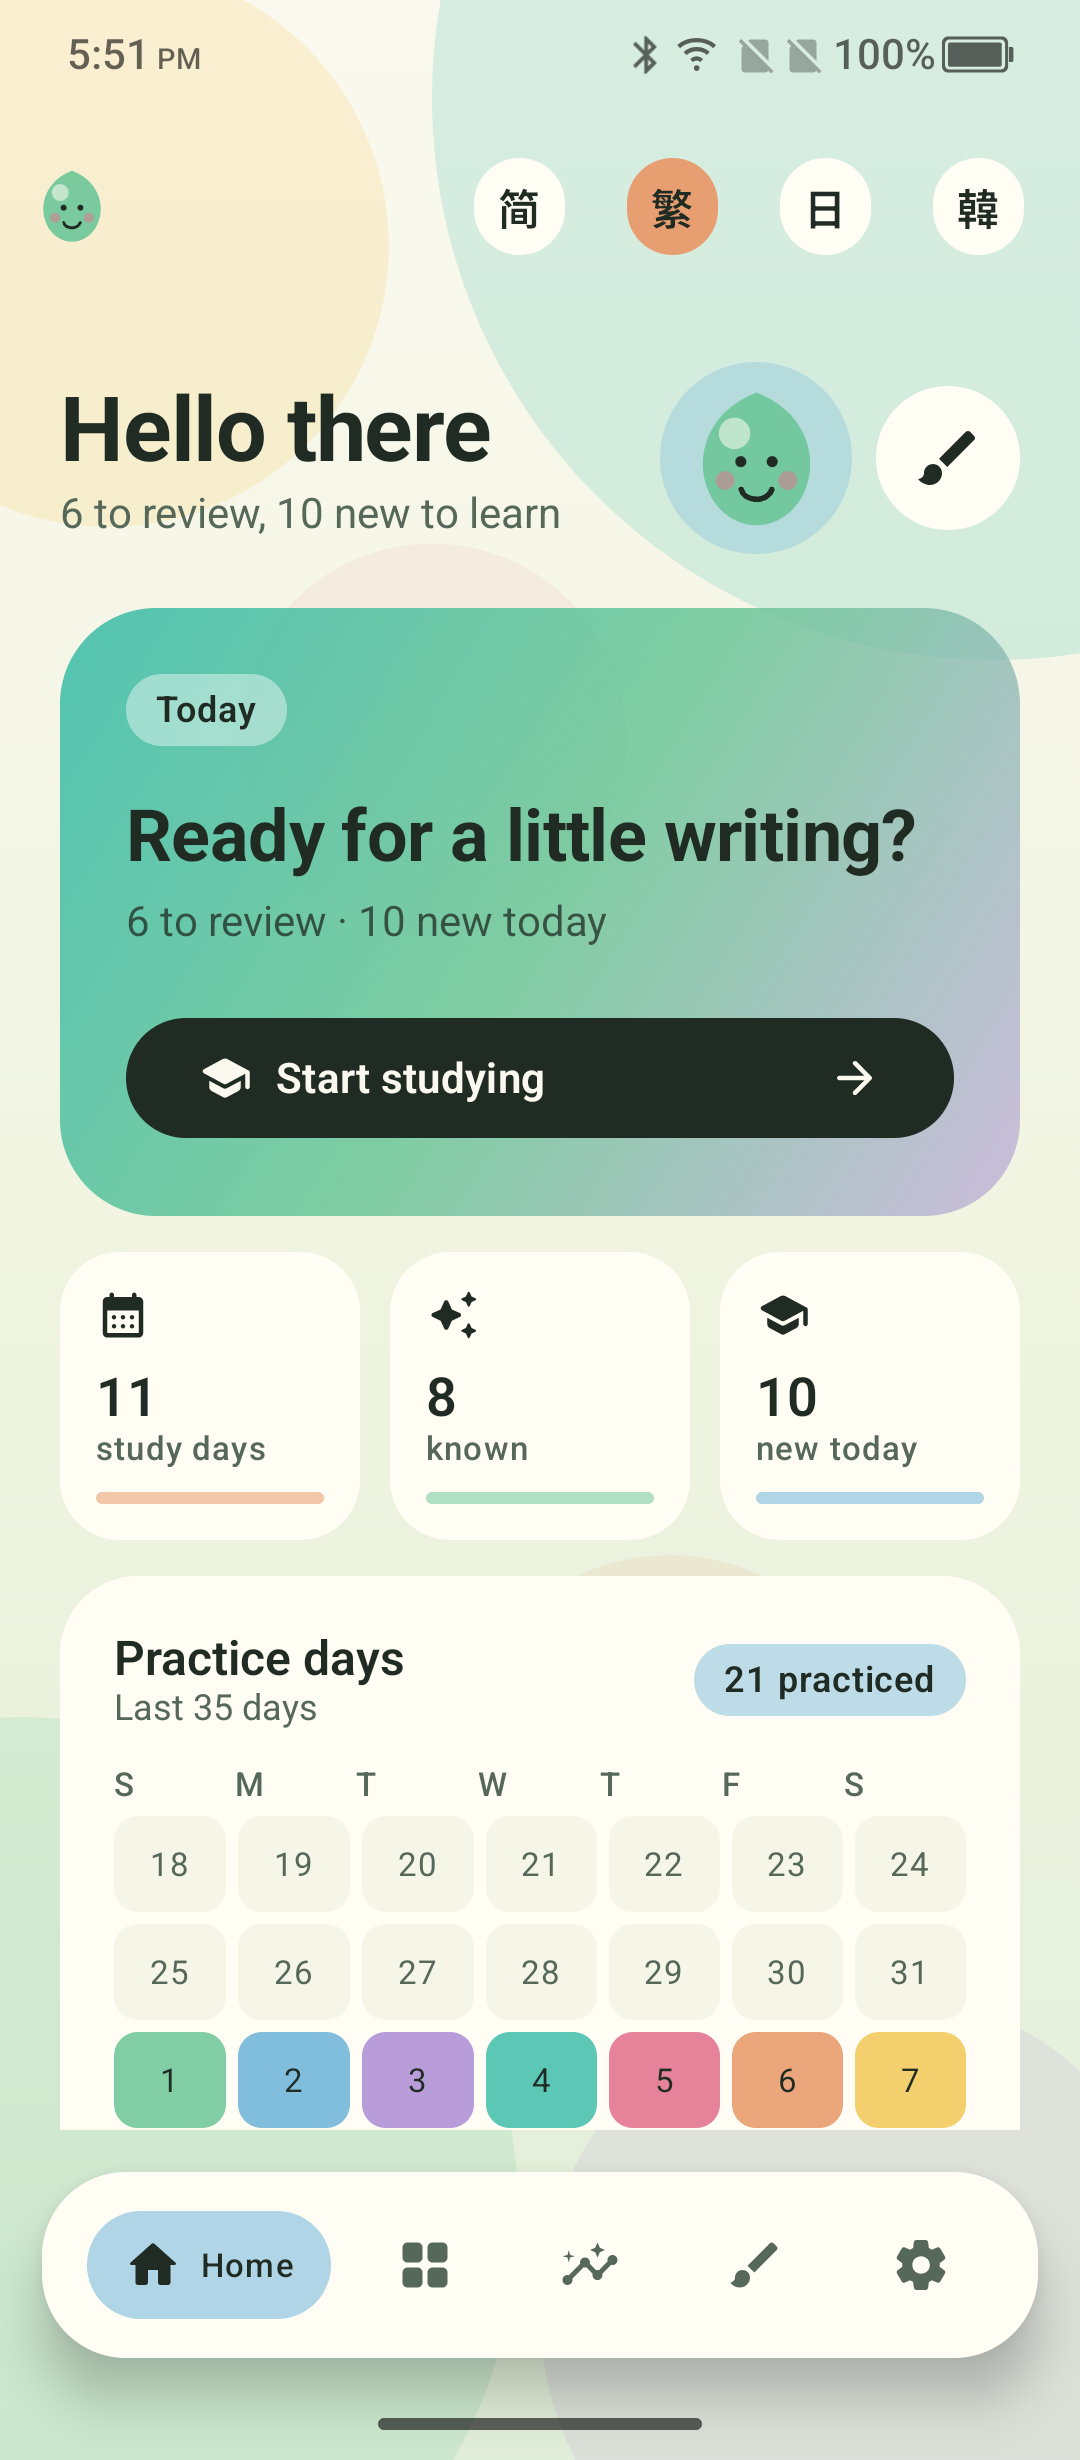 5:51 PM 100%
简 繁 日 韓
Hello there
6 to review, 10 new to learn
Today
Ready for a little writing?
6 to review · 10 new today
Start studying
11 8 10
study days known new today
Practice days
Last 35 days
21 practiced
S M T W T F S
18 19 20 21 22 23 24
25 26 27 28 29 30 31
1 2 3 4 5 6 7
Home